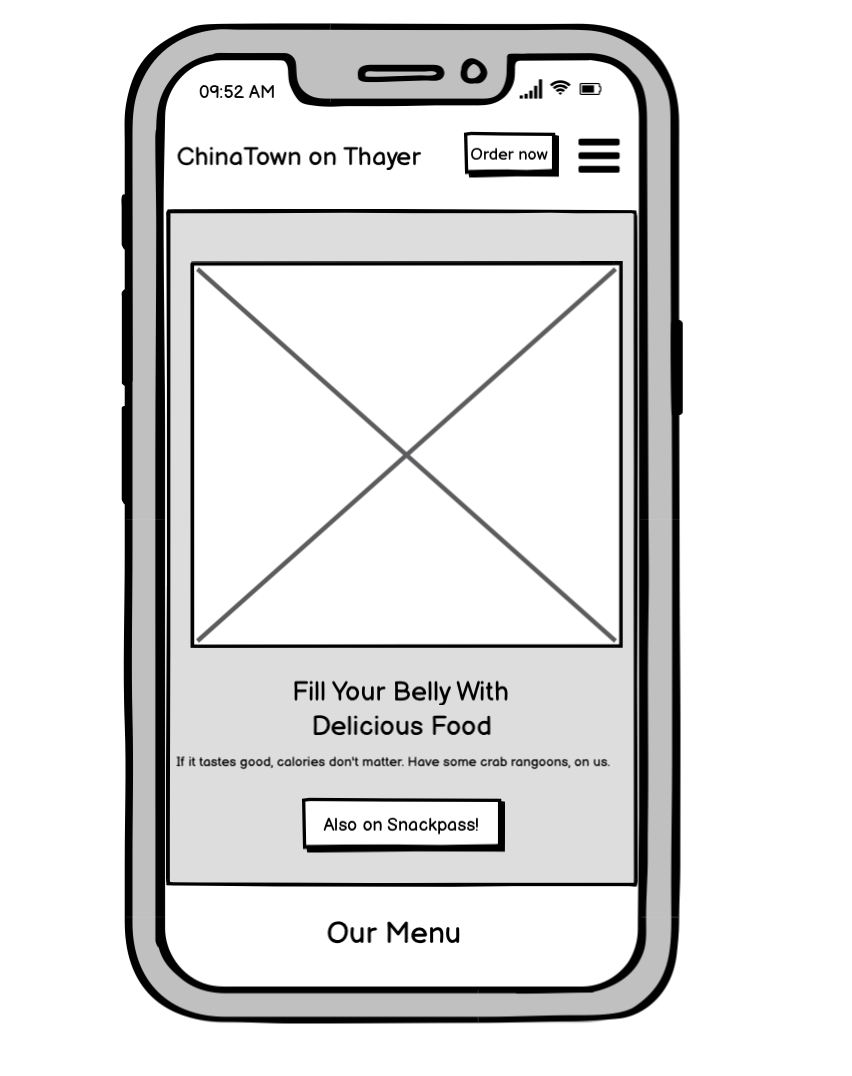 09:52 AM
ChinaTown on Thayer
Order now
Fill Your Belly With
Delicious Food
If it tastes good, calories don't matter. Have some crab rangoons, on us.
Also on Snackpass!
Our Menu